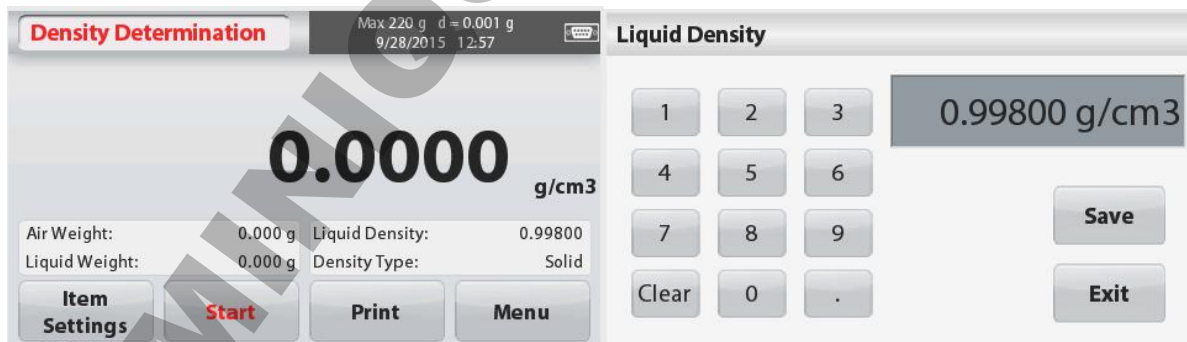 Density Determination
Max 220 g d = 0.001 g
9/28/2015 12:57
0.0000
g/cm3
Air Weight: 0.000 g Liquid Density: 0.99800
Liquid Weight: 0.000 g Density Type: Solid
Item
Settings
Start
Print
Menu
Liquid Density
0.99800 g/cm3
1 2 3
4 5 6
7 8 9
Clear 0 .
Save
Exit